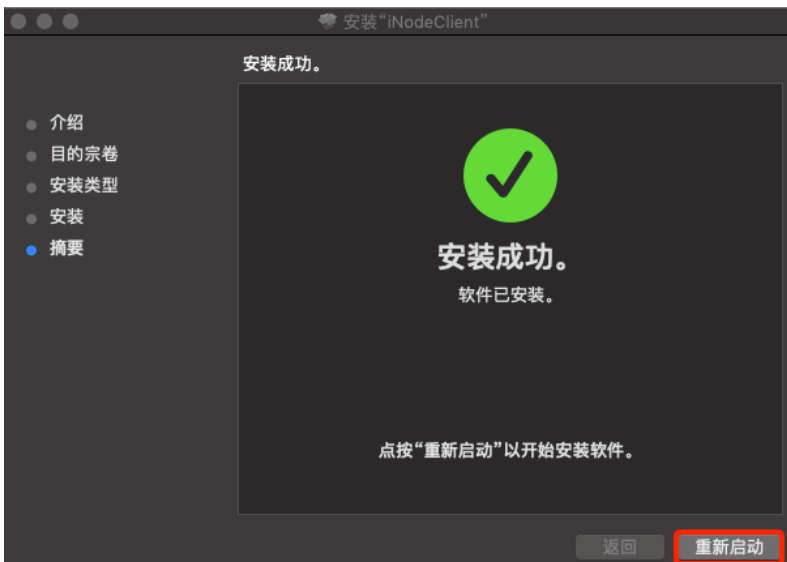 安装“iNodeClient”
安装成功。
介绍
目的宗卷
安装类型
安装
摘要
安装成功。
软件已安装。
点按“重新启动”以开始安装软件。
返回
重新启动